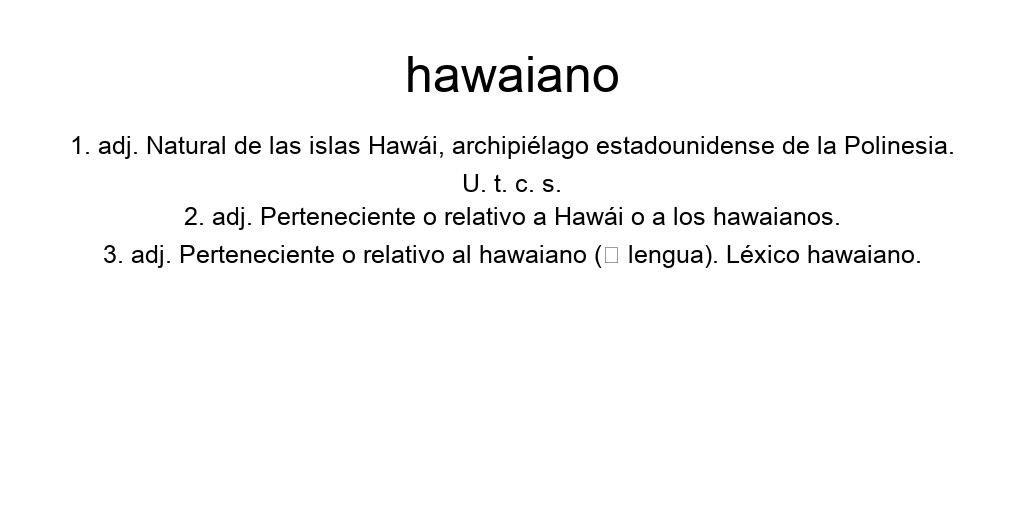 hawaiano
1. adj. Natural de las islas Hawái, archipiélago estadounidense de la Polinesia.
U. t. c. s.
2. adj. Perteneciente o relativo a Hawái o a los hawaianos.
3. adj. Perteneciente o relativo al hawaiano (□ lengua). Léxico hawaiano.